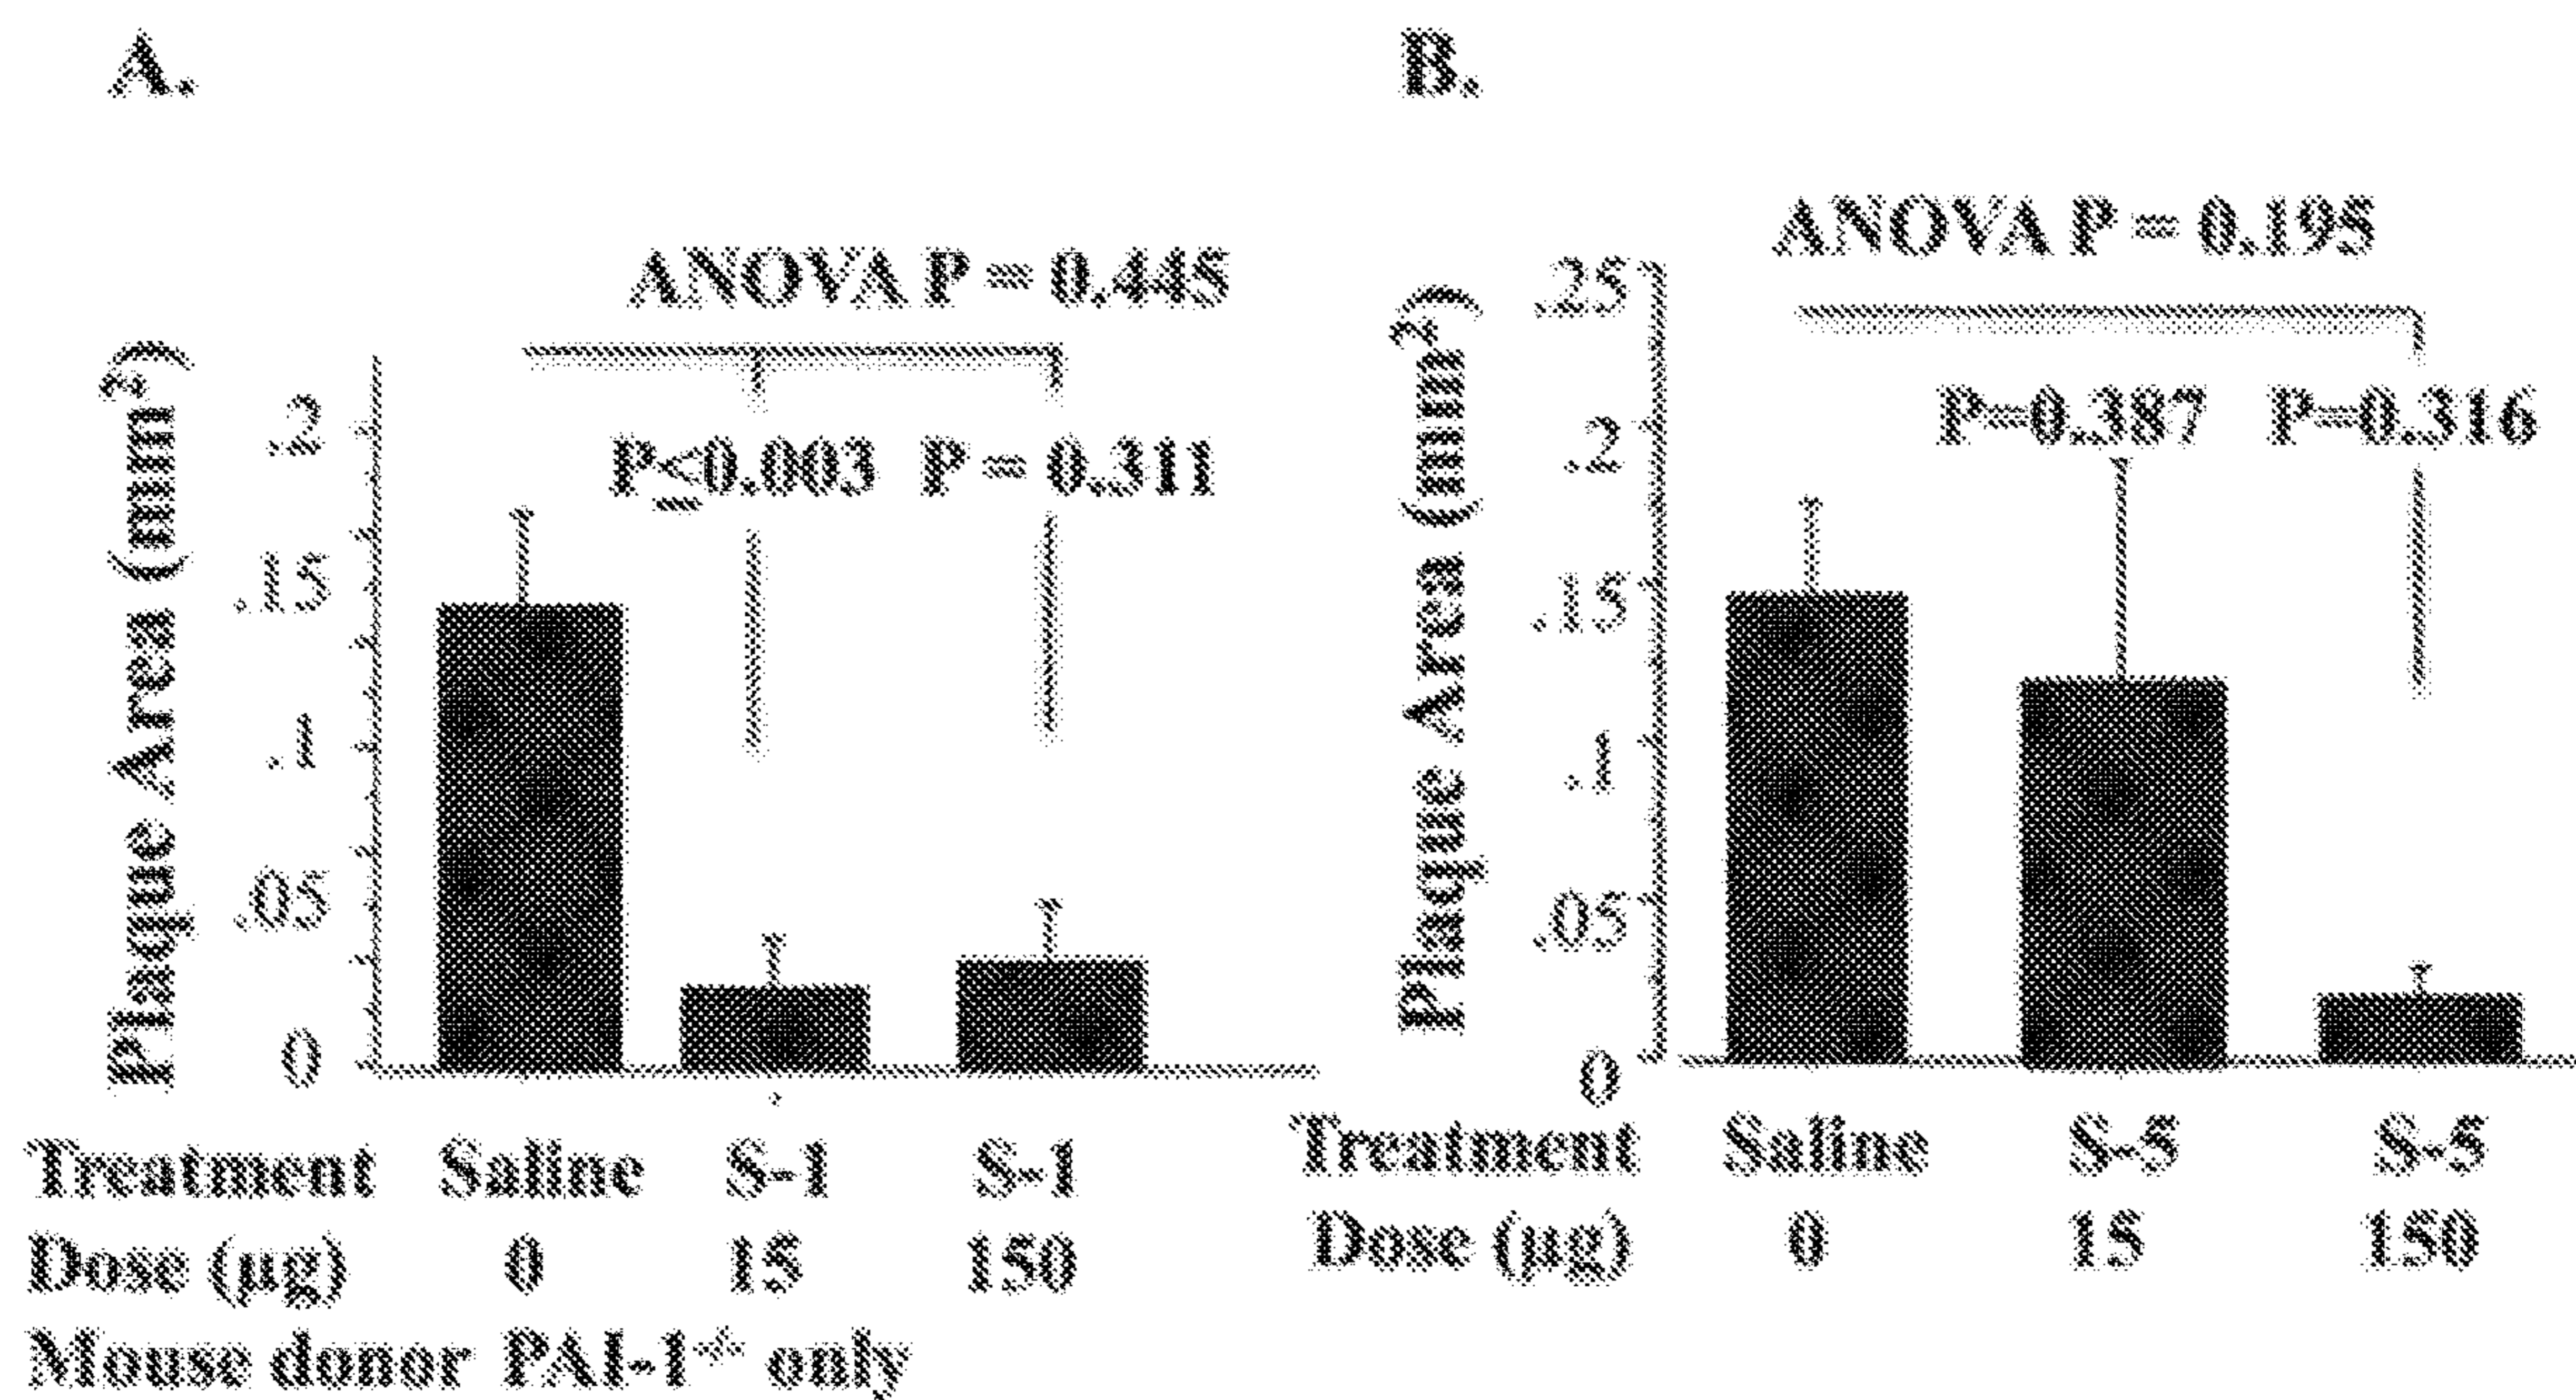 A.
ANOVA P = 0.445
P≤0.003 P = 0.311
Plaque Area (mm²)
.2
.15
.1
.05
0
Treatment Saline S-1 S-1
Dose (µg) 0 15 150
Mouse donor PAI-1 only
B.
ANOVA P = 0.195
P=0.387 P=0.316
Plaque Area (mm²)
.25
.2
.15
.1
.05
0
Treatment Saline S-5 S-5
Dose (µg) 0 15 150